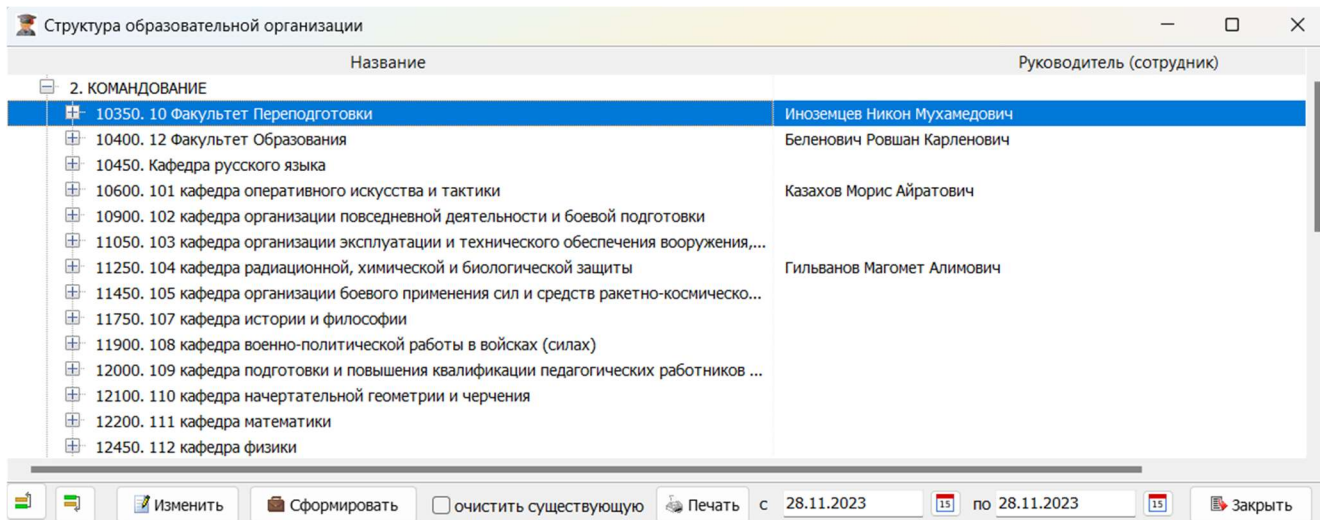 Структура образовательной организации
Название Руководитель (сотрудник)
2. КОМАНДОВАНИЕ
10350. 10 Факультет Переподготовки Иноземцев Никон Мухамедович
10400. 12 Факультет Образования Беленович Ровшан Карленович
10450. Кафедра русского языка
10600. 101 кафедра оперативного искусства и тактики Казахов Морис Айратович
10900. 102 кафедра организации повседневной деятельности и боевой подготовки
11050. 103 кафедра организации эксплуатации и технического обеспечения вооружения,...
11250. 104 кафедра радиационной, химической и биологической защиты Гильванов Магомет Алимович
11450. 105 кафедра организации боевого применения сил и средств ракетно-космическо...
11750. 107 кафедра истории и философии
11900. 108 кафедра военно-политической работы в войсках (силах)
12000. 109 кафедра подготовки и повышения квалификации педагогических работников ...
12100. 110 кафедра начертательной геометрии и черчения
12200. 111 кафедра математики
12450. 112 кафедра физики
Изменить Сформировать очистить существующую Печать с 28.11.2023 15 по 28.11.2023 15 Закрыть